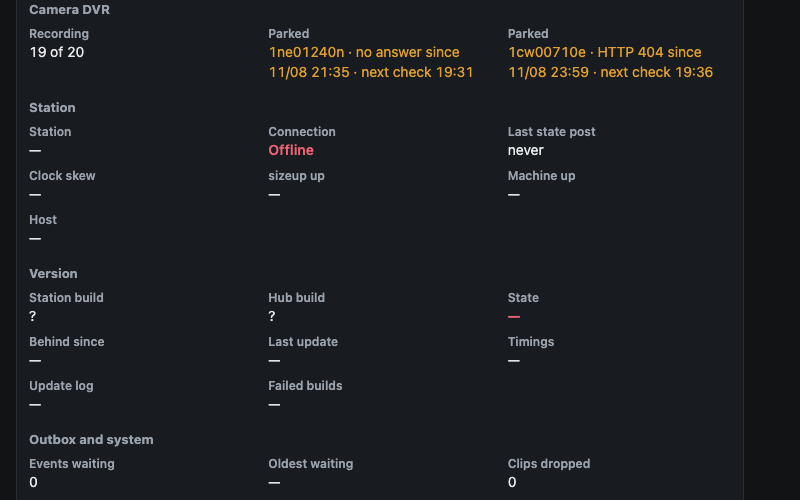 Camera DVR
Recording
19 of 20
Parked
1ne01240n · no answer since
11/08 21:35 · next check 19:31
Parked
1cw00710e · HTTP 404 since
11/08 23:59 · next check 19:36
Station
Station
—
Connection
Offline
Last state post
never
Clock skew
—
sizeup up
—
Machine up
—
Host
—
Version
Station build
?
Hub build
?
State
—
Behind since
—
Last update
—
Timings
—
Update log
—
Failed builds
—
Outbox and system
Events waiting
0
Oldest waiting
—
Clips dropped
0